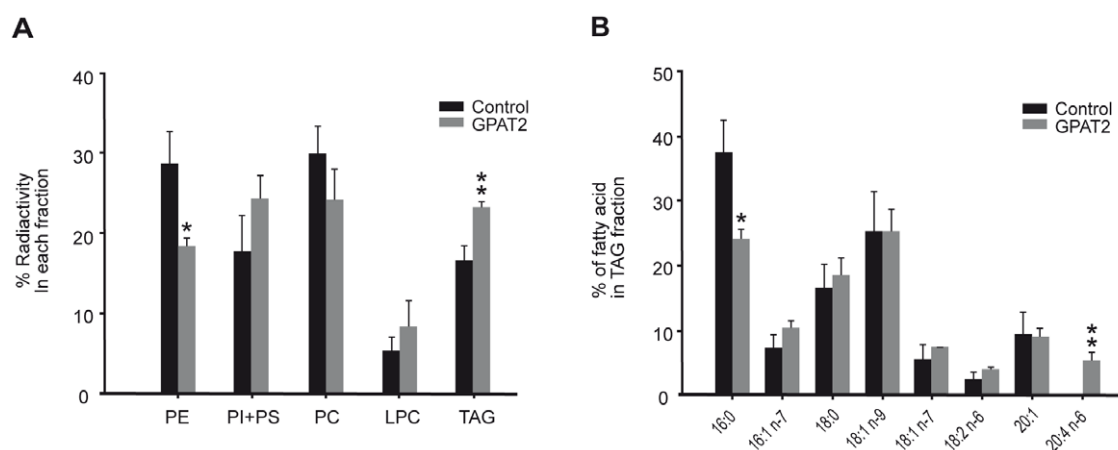 A
% Radiactivity
In each fraction
40
30
20
10
0
Control
GPAT2
*
*
*
PE PI+PS PC LPC TAG
B
% of fatty acid
in TAG fraction
50
40
30
20
10
0
Control
GPAT2
*
*
*
16:0 16:1 n-7 18:0 18:1 n-9 18:1 n-7 18:2 n-6 20:1 20:4 n-6